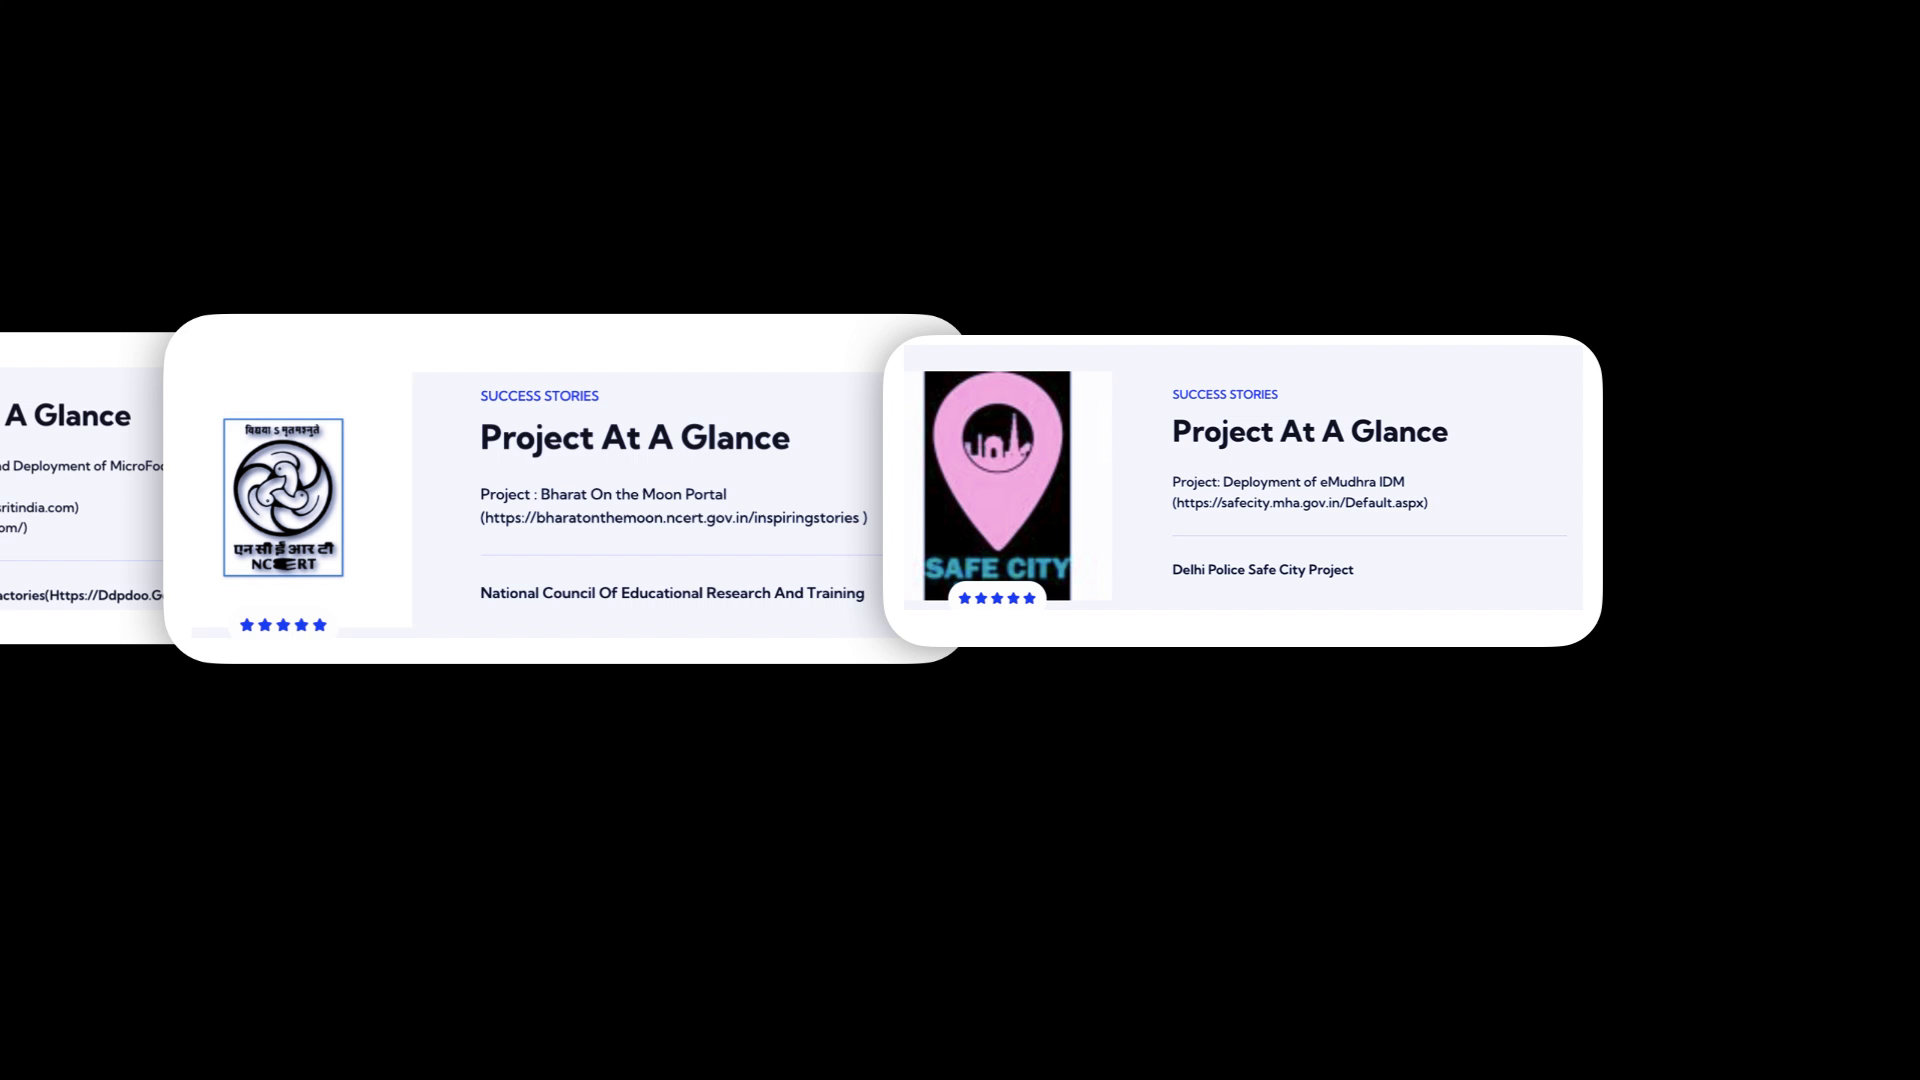 A Glance
nd Deployment of MicroFoc
sritindia.com)
om/)
actories(Https://Ddpdoo.G
विद्यया ऽ मृतमश्नुते
एन सी ई आर टी
NCERT
SUCCESS STORIES
Project At A Glance
Project : Bharat On the Moon Portal
(https://bharatonthemoon.ncert.gov.in/inspiringstories )
National Council Of Educational Research And Training
SAFE CITY
SUCCESS STORIES
Project At A Glance
Project: Deployment of eMudhra IDM
(https://safecity.mha.gov.in/Default.aspx)
Delhi Police Safe City Project